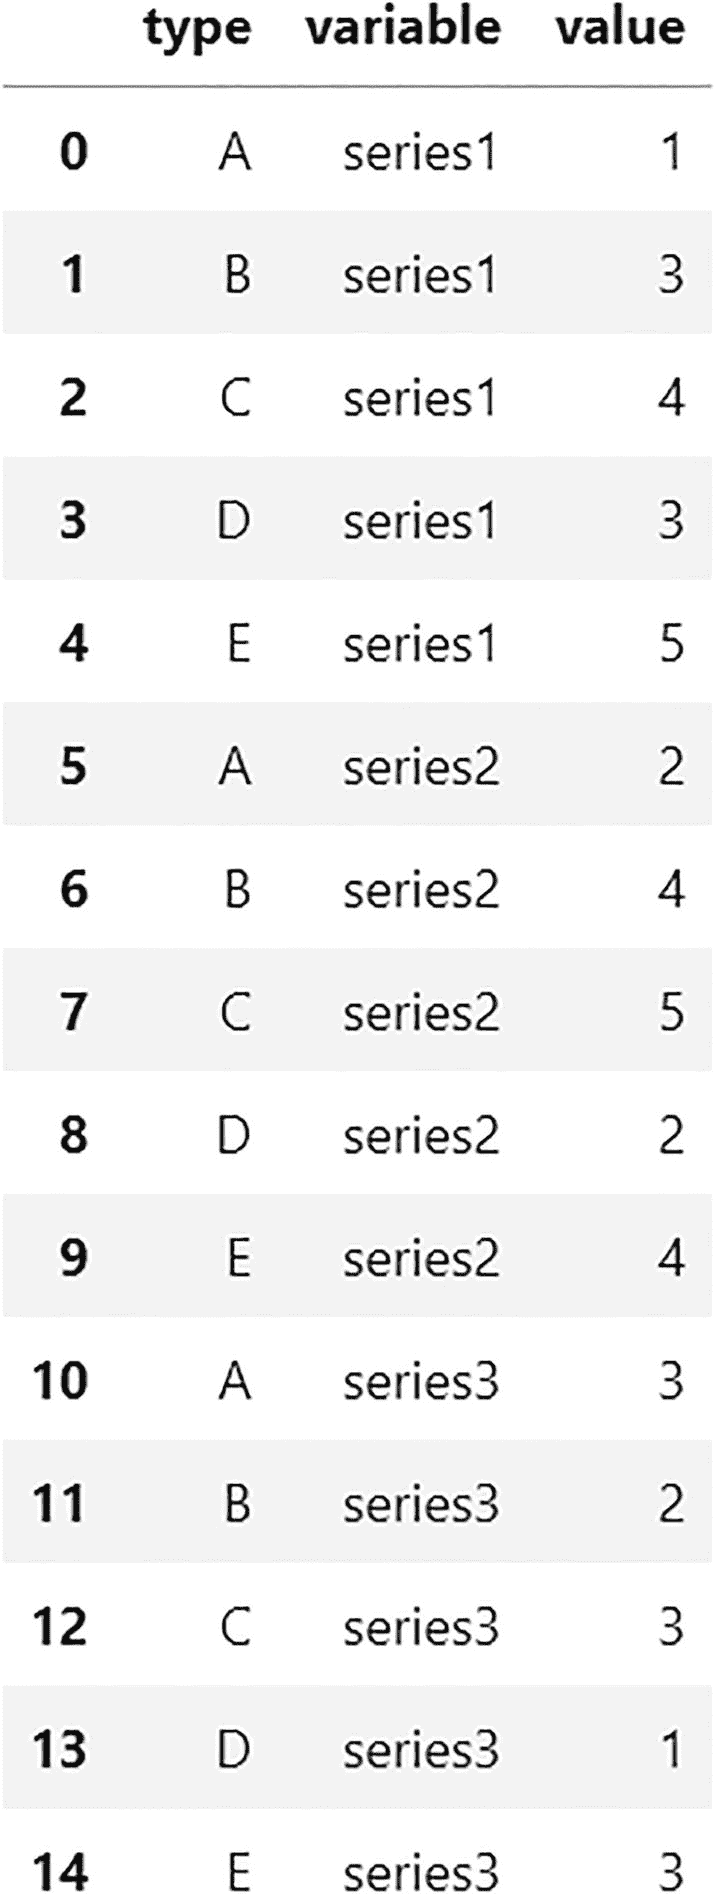 type variable value
0 A series1 1
1 B series1 3
2 C series1 4
3 D series1 3
4 E series1 5
5 A series2 2
6 B series2 4
7 C series2 5
8 D series2 2
9 E series2 4
10 A series3 3
11 B series3 2
12 C series3 3
13 D series3 1
14 E series3 3